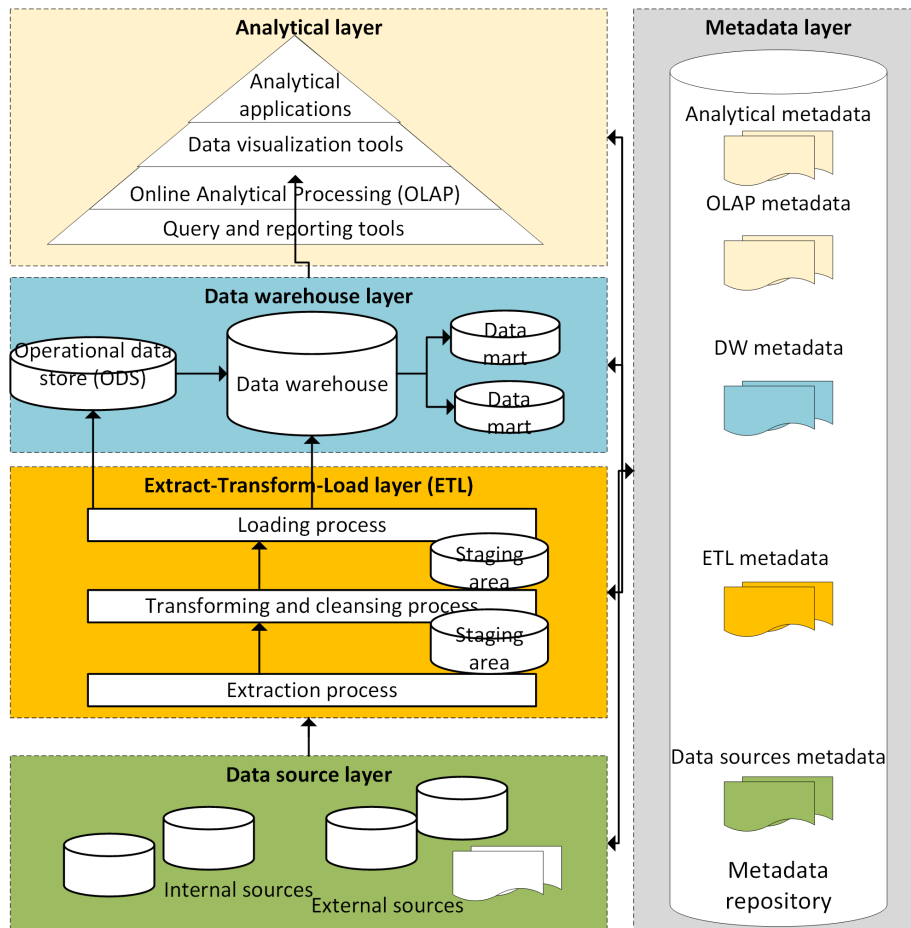 Analytical layer
Analytical
applications
Data visualization tools
Online Analytical Processing (OLAP)
Query and reporting tools
Data warehouse layer
Operational data
store (ODS)
Data warehouse
Data
mart
Data
mart
Extract-Transform-Load layer (ETL)
Loading process
Staging
area
Transforming and cleansing process
Staging
area
Extraction process
Data source layer
Internal sources
External sources
Metadata layer
Analytical metadata
OLAP metadata
DW metadata
ETL metadata
Data sources metadata
Metadata
repository